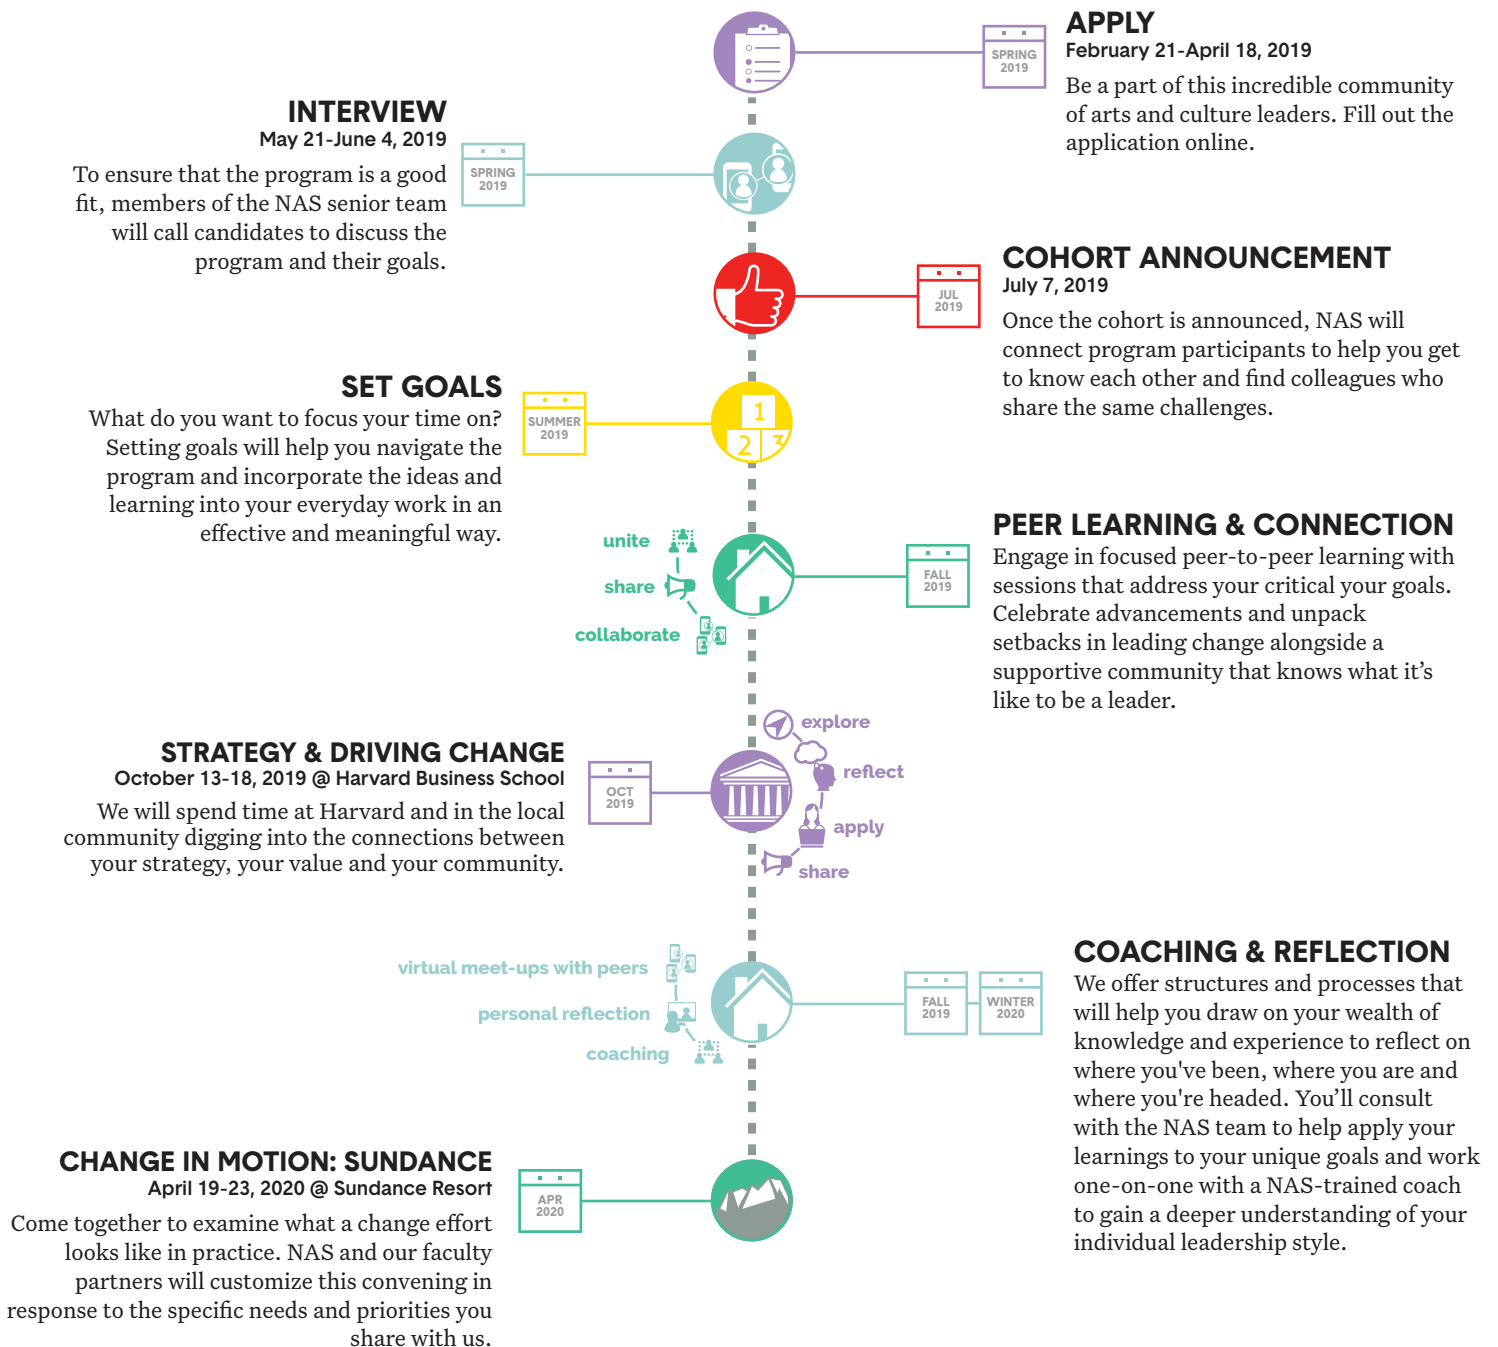 APPLY
February 21-April 18, 2019
SPRING
2019
Be a part of this incredible community
of arts and culture leaders. Fill out the
application online.
INTERVIEW
May 21-June 4, 2019
To ensure that the program is a good
fit, members of the NAS senior team
will call candidates to discuss the
program and their goals.
SPRING
2019
COHORT ANNOUNCEMENT
July 7, 2019
JUL
2019
Once the cohort is announced, NAS will
connect program participants to help you get
to know each other and find colleagues who
share the same challenges.
SET GOALS
What do you want to focus your time on?
Setting goals will help you navigate the
program and incorporate the ideas and
learning into your everyday work in an
effective and meaningful way.
SUMMER
2019
1
2 3
PEER LEARNING & CONNECTION
Engage in focused peer-to-peer learning with
sessions that address your critical your goals.
Celebrate advancements and unpack
setbacks in leading change alongside a
supportive community that knows what it’s
like to be a leader.
FALL
2019
unite
share
collaborate
STRATEGY & DRIVING CHANGE
October 13-18, 2019 @ Harvard Business School
We will spend time at Harvard and in the local
community digging into the connections between
your strategy, your value and your community.
OCT
2019
explore
reflect
apply
share
COACHING & REFLECTION
We offer structures and processes that
will help you draw on your wealth of
knowledge and experience to reflect on
where you've been, where you are and
where you're headed. You’ll consult
with the NAS team to help apply your
learnings to your unique goals and work
one-on-one with a NAS-trained coach
to gain a deeper understanding of your
individual leadership style.
FALL
2019
WINTER
2020
virtual meet-ups with peers
personal reflection
coaching
CHANGE IN MOTION: SUNDANCE
April 19-23, 2020 @ Sundance Resort
Come together to examine what a change effort
looks like in practice. NAS and our faculty
partners will customize this convening in
response to the specific needs and priorities you
share with us.
APR
2020